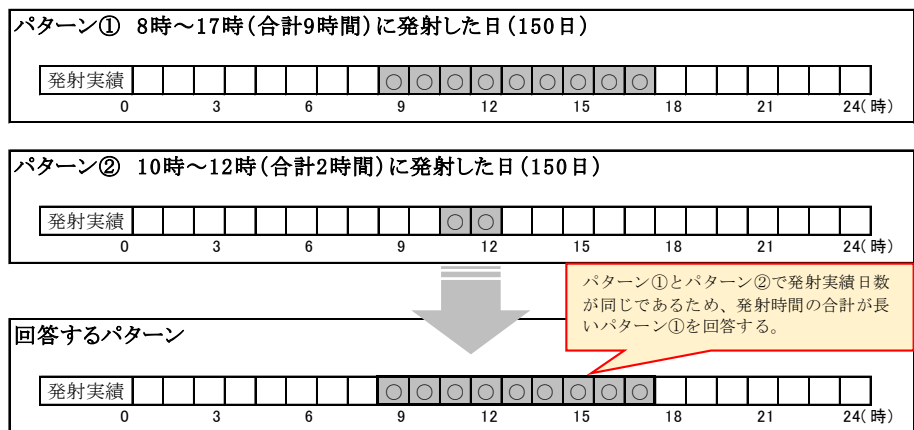 パターン① 8時～17時(合計9時間)に発射した日(150日)
発射実績 ○ ○ ○ ○ ○ ○ ○ ○ ○
0 3 6 9 12 15 18 21 24(時)
パターン② 10時～12時(合計2時間)に発射した日(150日)
発射実績 ○ ○
0 3 6 9 12 15 18 21 24(時)
パターン①とパターン②で発射実績日数
が同じであるため、発射時間の合計が長
いパターン①を回答する。
回答するパターン
発射実績 ○ ○ ○ ○ ○ ○ ○ ○ ○
0 3 6 9 12 15 18 21 24(時)